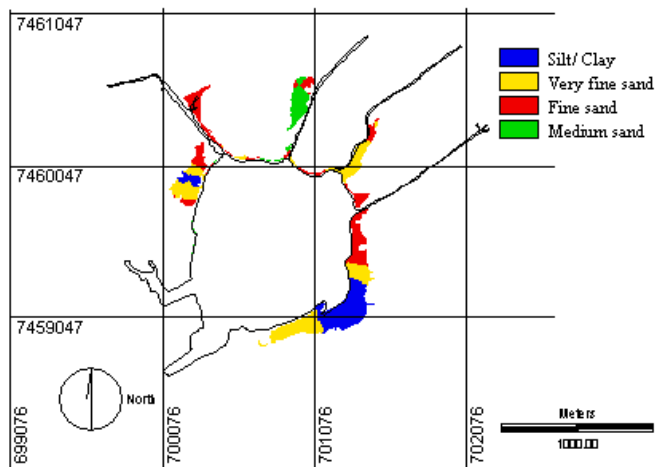 7461047
Silt/ Clay
Very fine sand
Fine sand
Medium sand
7460047
7459047
North
Meters
1000.00
699076
700076
701076
702076